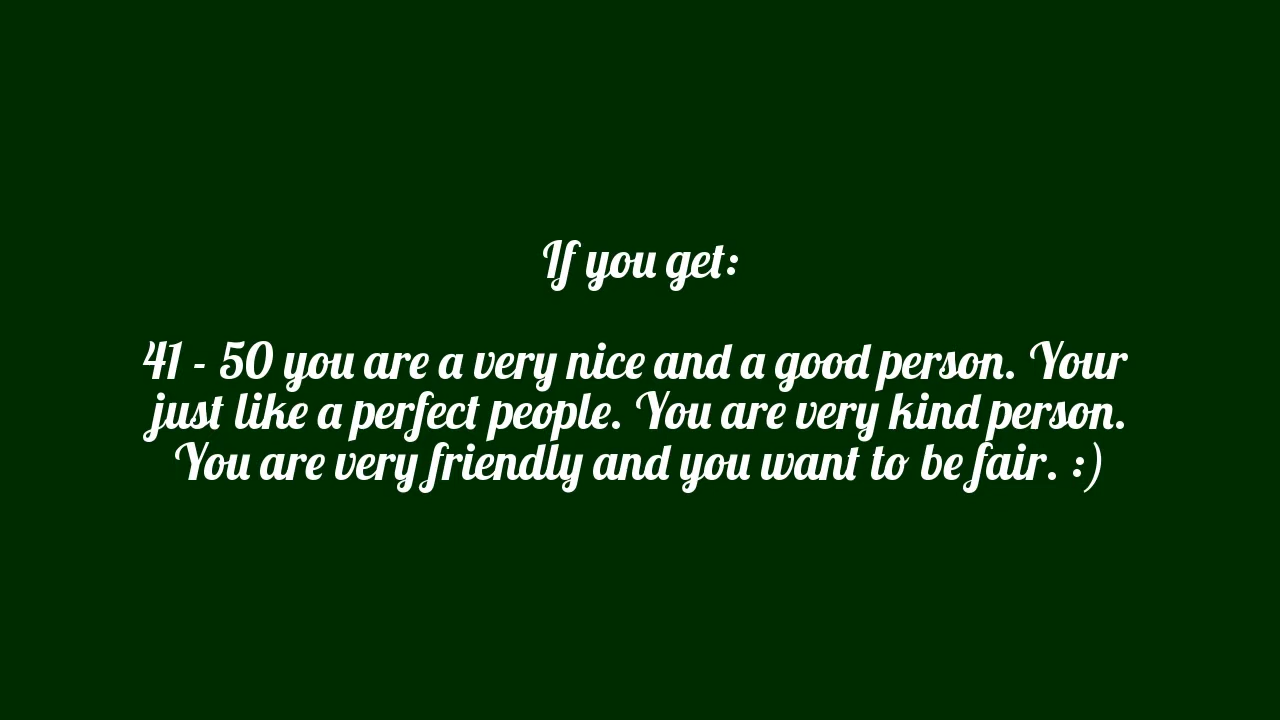 If you get:
41 - 50 you are a very nice and a good person. Your
just like a perfect people. You are very kind person.
You are very friendly and you want to be fair. :)